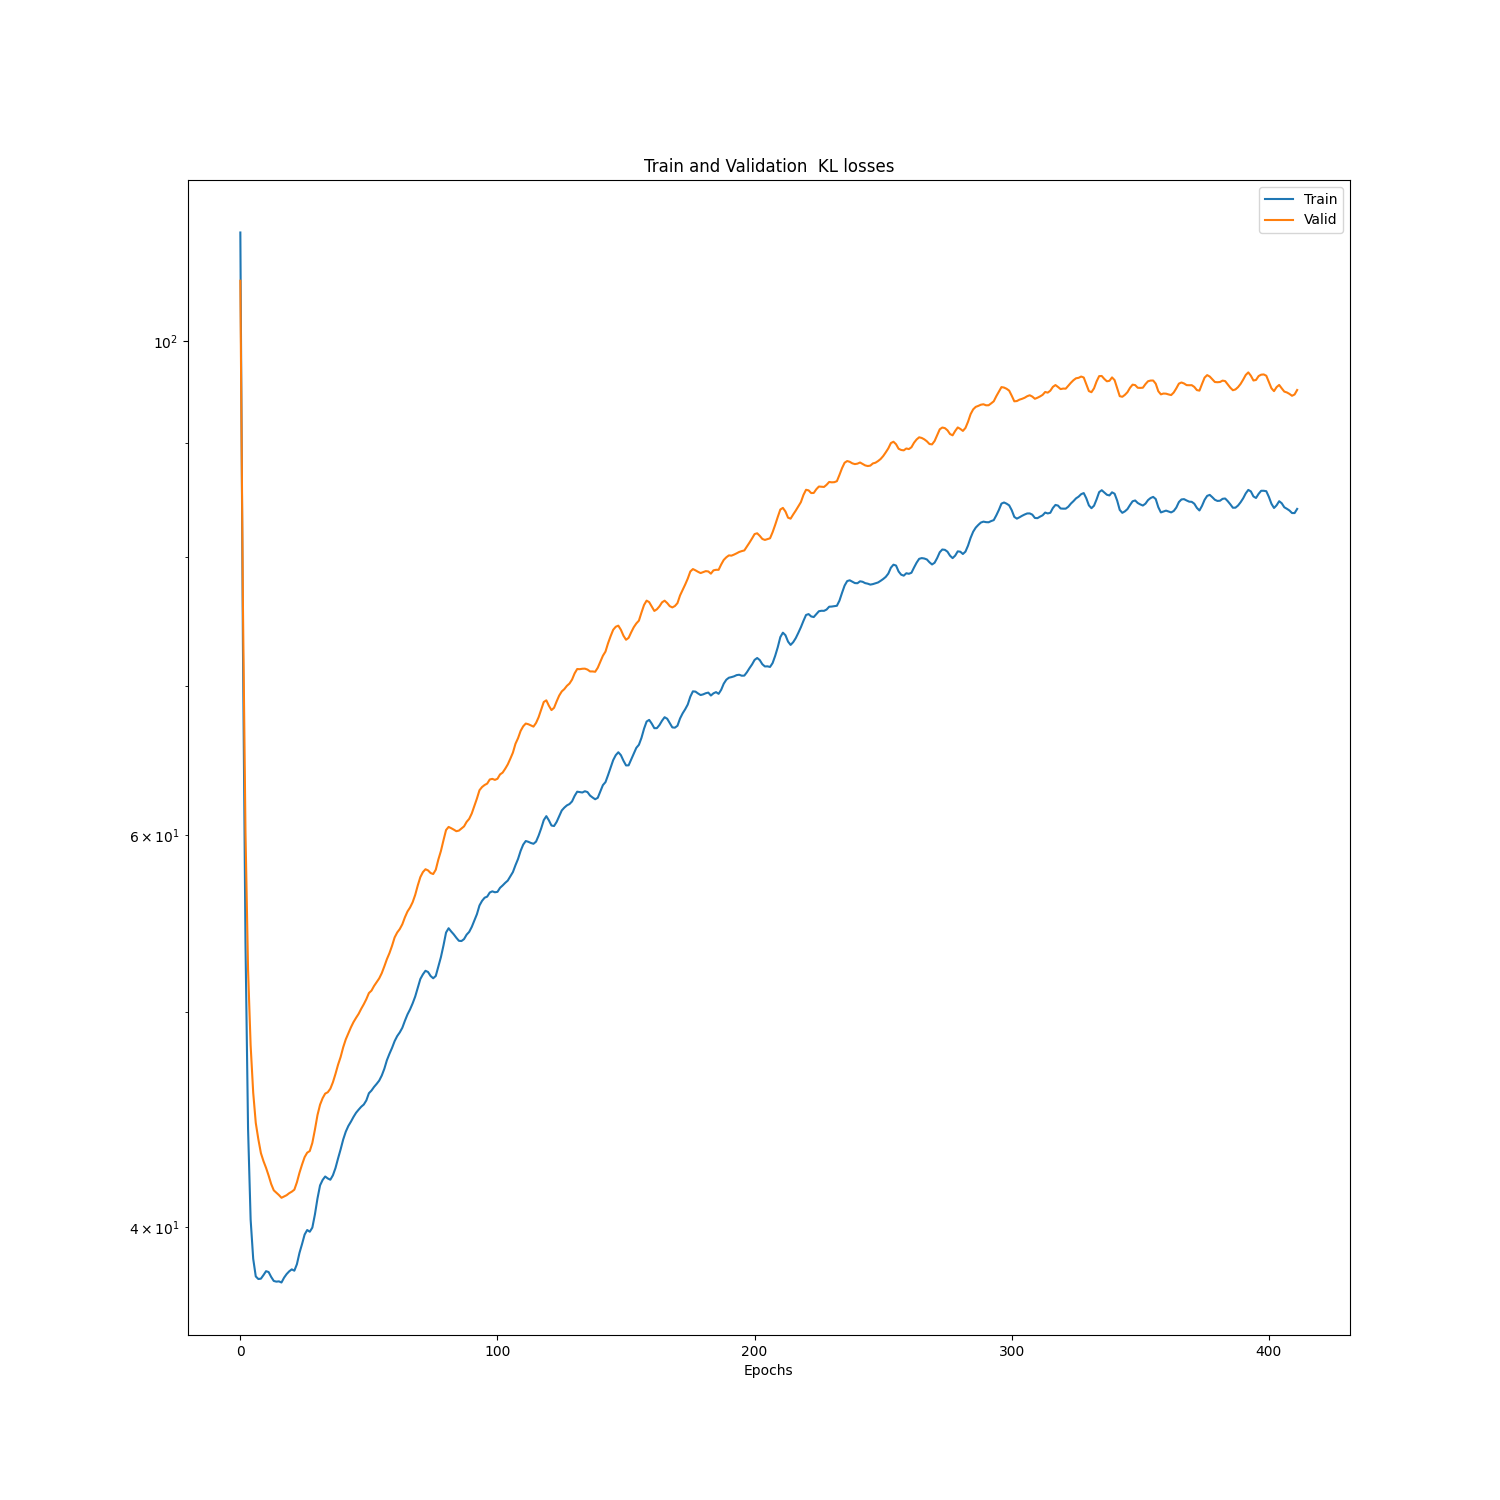 Train and Validation  KL losses
Train
Valid
10²
6 × 10¹
4 × 10¹
0 100 200 300 400
Epochs